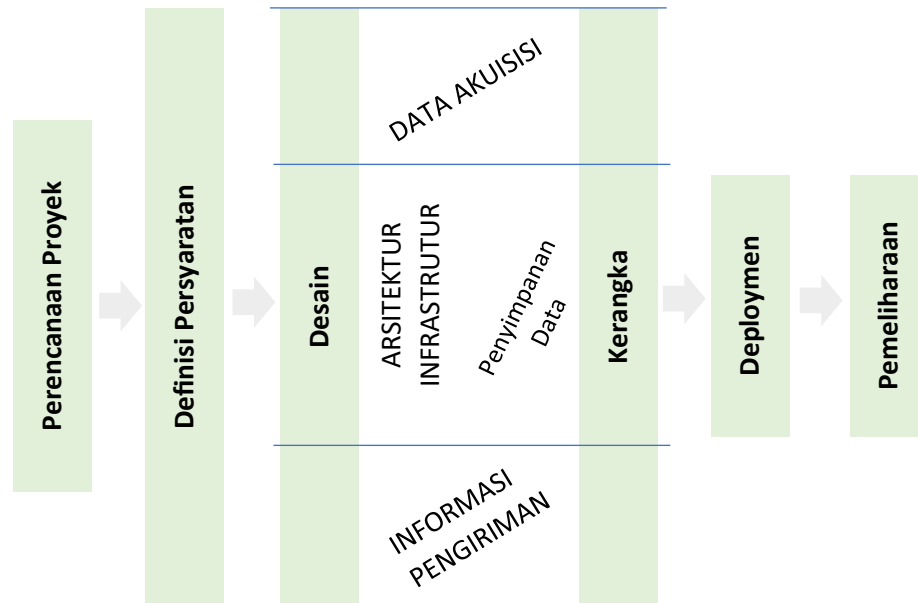 Perencanaan Proyek
Definisi Persyaratan
Desain
DATA AKUISISI
ARSITEKTUR
INFRASTRUTUR
Penyimpanan
Data
INFORMASI
PENGIRIMAN
Kerangka
Deploymen
Pemeliharaan